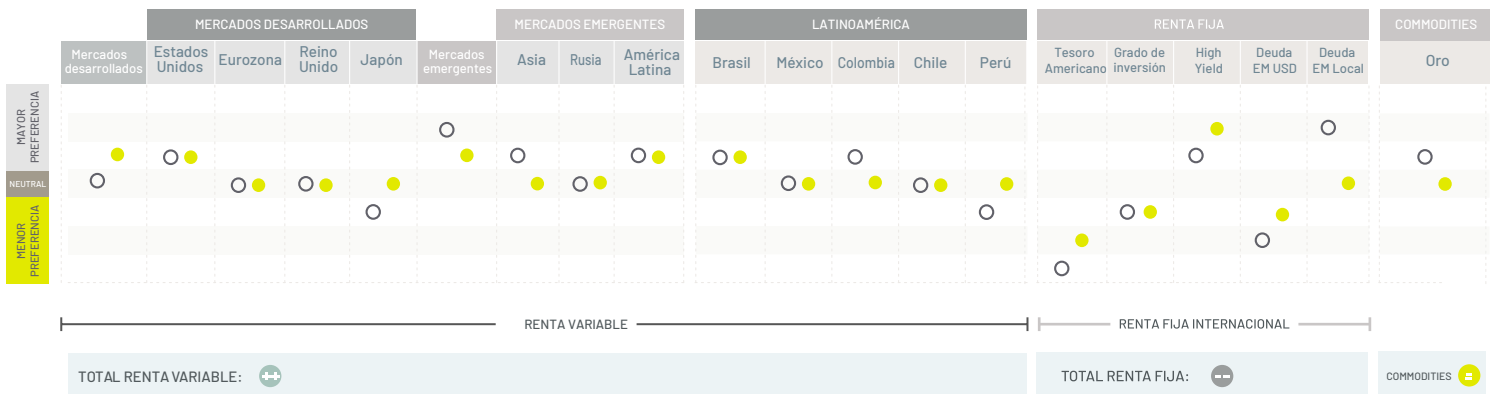 MERCADOS DESARROLLADOS
MERCADOS EMERGENTES
LATINOAMÉRICA
RENTA FIJA
COMMODITIES
Mercados
desarrollados
Estados
Unidos
Eurozona
Reino
Unido
Japón
Mercados
emergentes
Asia
Rusia
América
Latina
Brasil
México
Colombia
Chile
Perú
Tesoro
Americano
Grado de
inversión
High
Yield
Deuda
EM USD
Deuda
EM Local
Oro
MAYOR
PREFERENCIA
NEUTRAL
MENOR
PREFERENCIA
RENTA VARIABLE
RENTA FIJA INTERNACIONAL
TOTAL RENTA VARIABLE: ++
TOTAL RENTA FIJA: --
COMMODITIES =